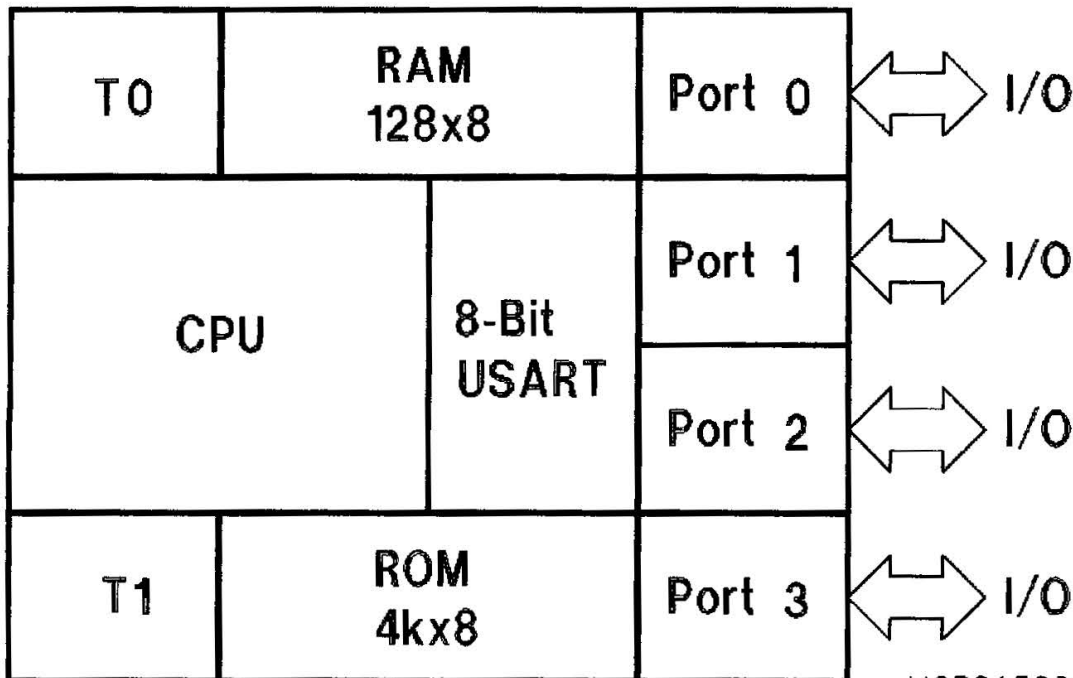 T0
RAM
128x8
Port 0
I/O
Port 1
I/O
CPU
8-Bit
USART
Port 2
I/O
T1
ROM
4kx8
Port 3
I/O